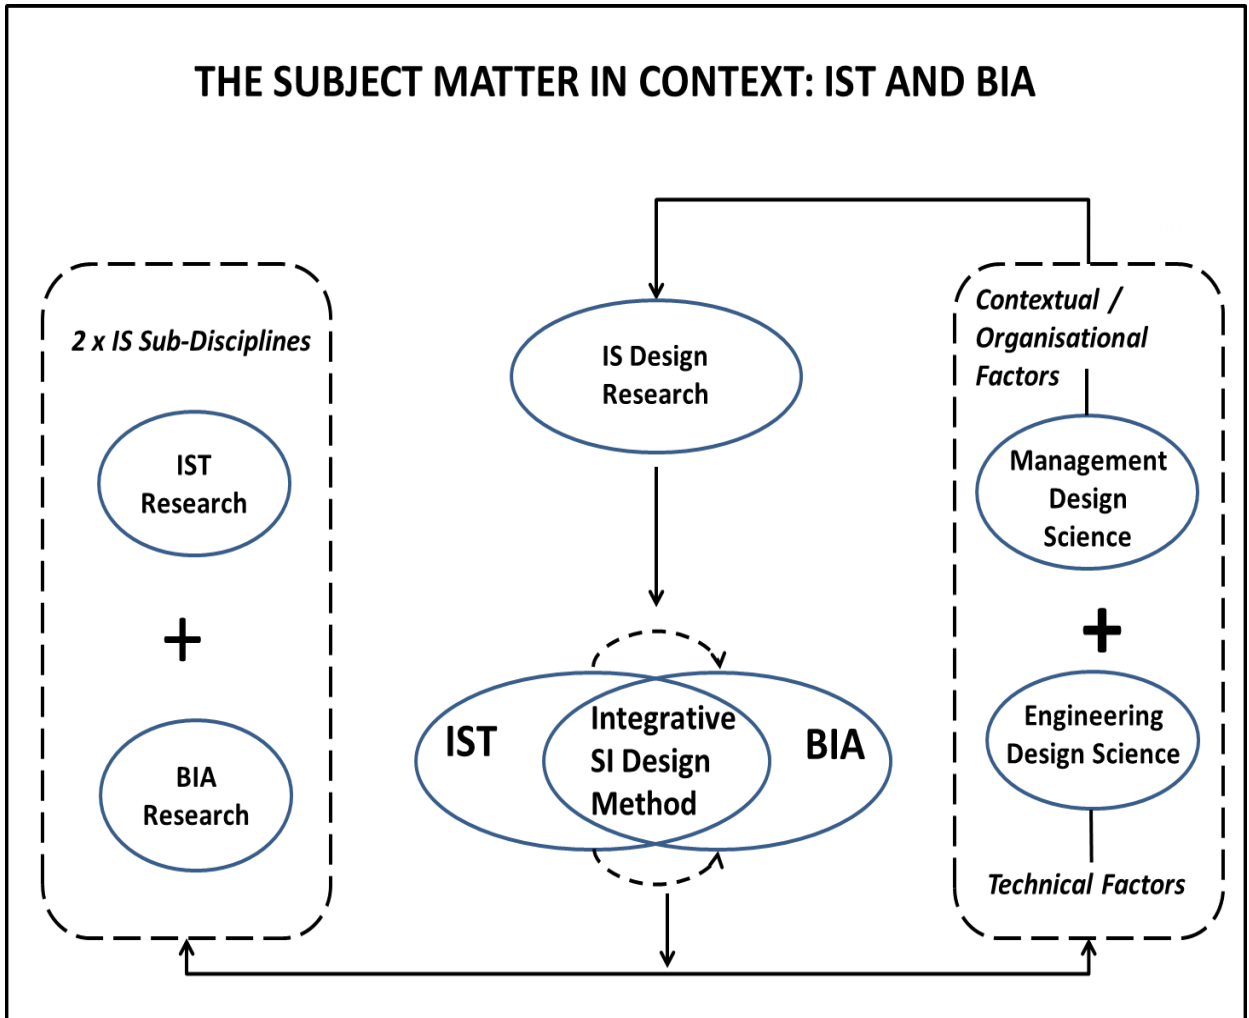 THE SUBJECT MATTER IN CONTEXT: IST AND BIA
2 x IS Sub-Disciplines
IST
Research
+
BIA
Research
IS Design
Research
IST
Integrative
SI Design
Method
BIA
Contextual /
Organisational
Factors
Management
Design
Science
+
Engineering
Design Science
Technical Factors